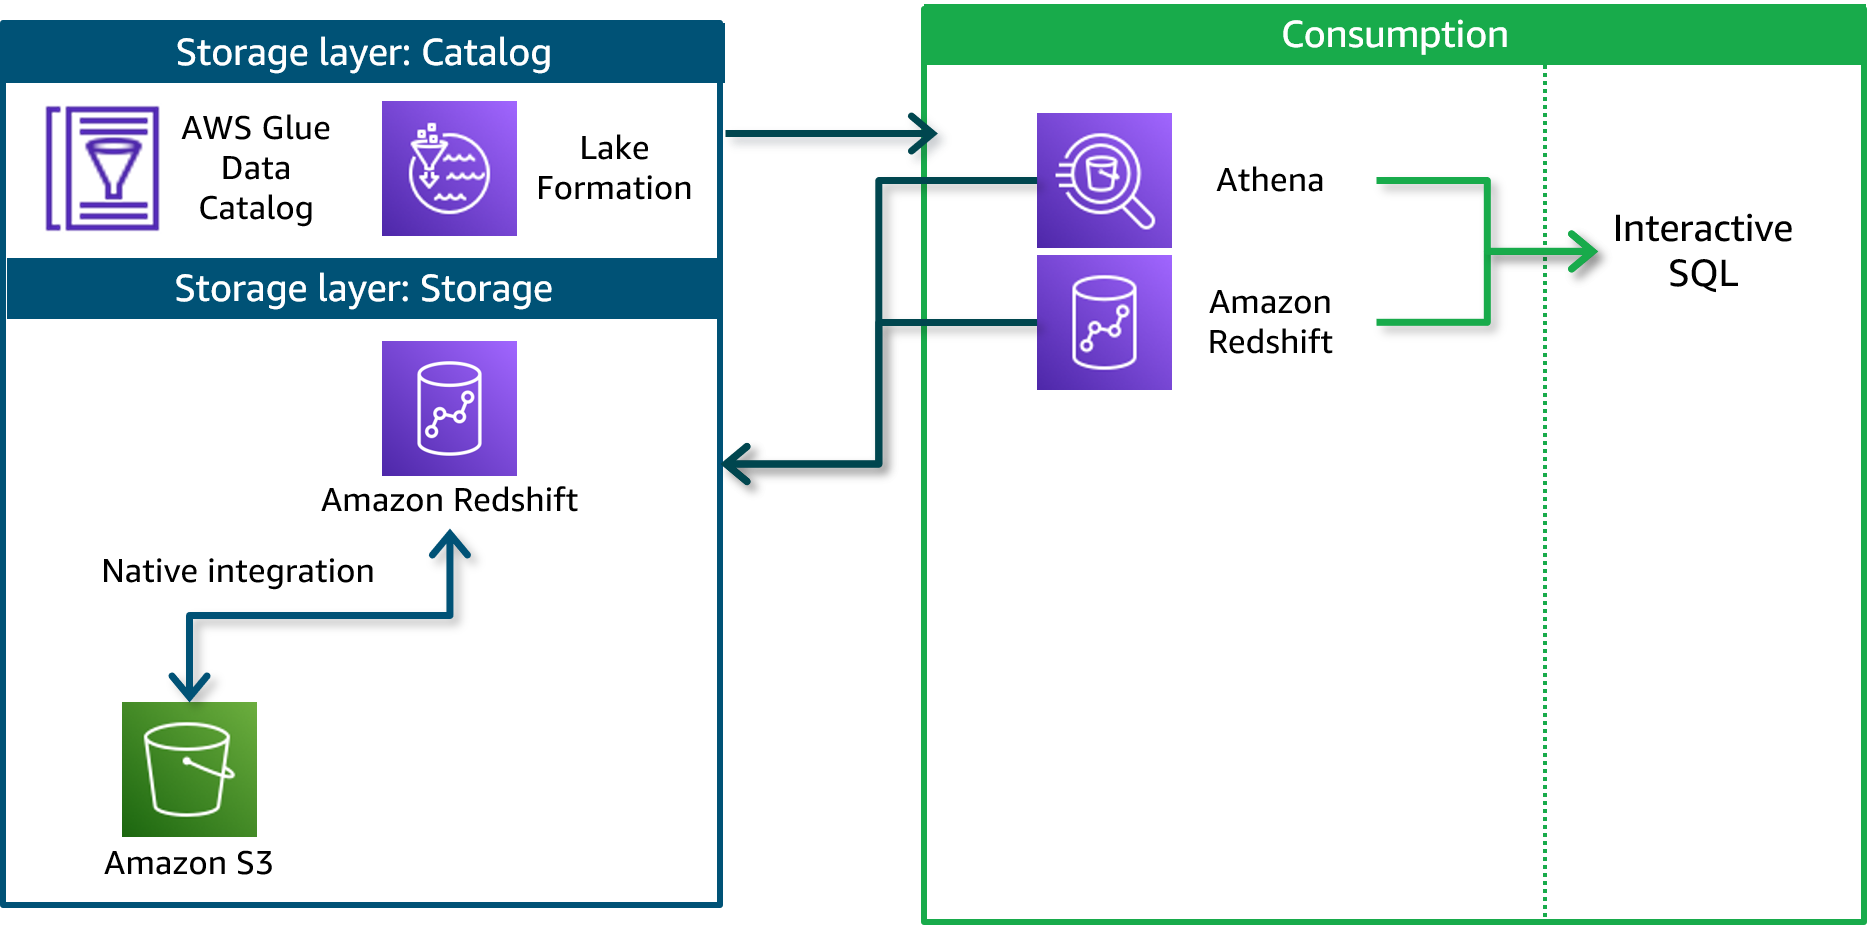 Storage layer: Catalog
AWS Glue
Data
Catalog
Lake
Formation
Storage layer: Storage
Amazon Redshift
Native integration
Amazon S3
Consumption
Athena
Amazon
Redshift
Interactive
SQL